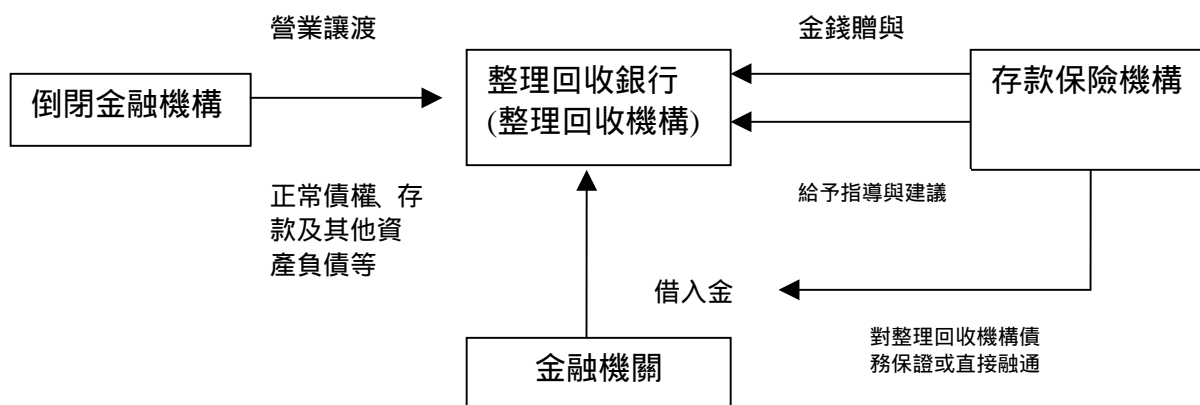 營業讓渡
金錢贈與
倒閉金融機構
整理回收銀行
(整理回收機構)
存款保險機構
正常債權、存
款及其他資
產負債等
給予指導與建議
借入金
對整理回收機構債
務保證或直接融通
金融機關